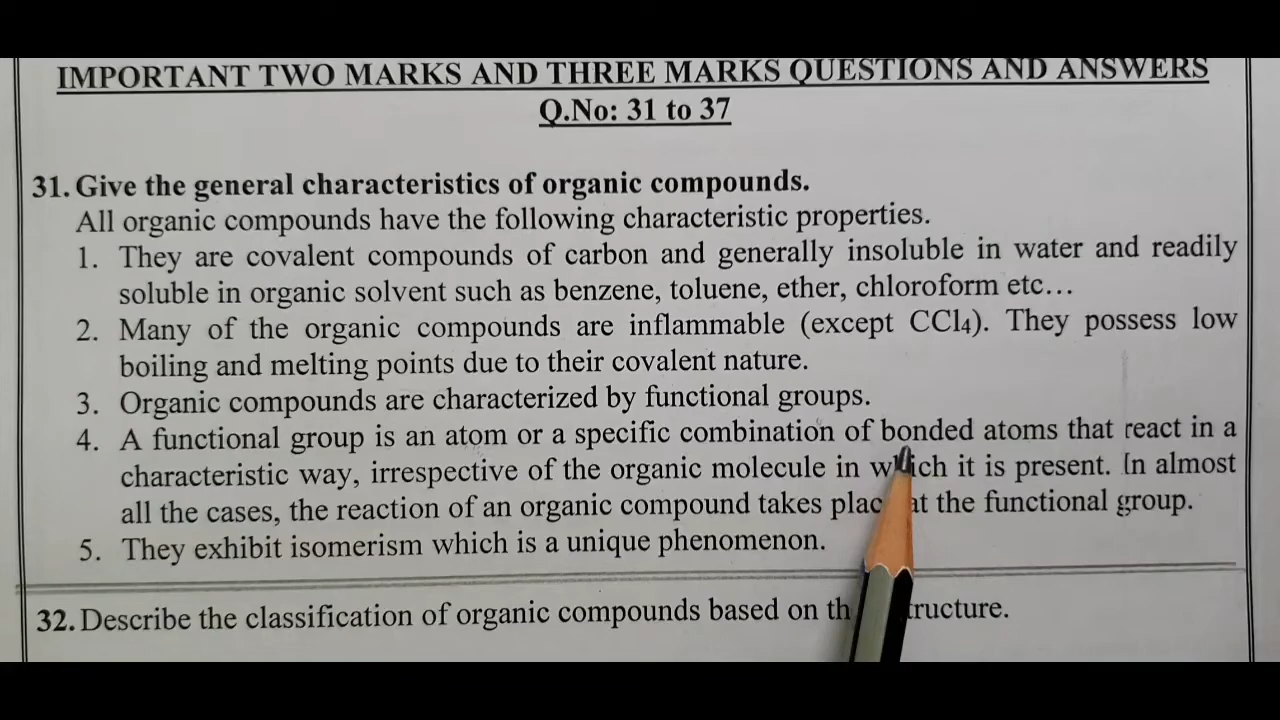 IMPORTANT TWO MARKS AND THREE MARKS QUESTIONS AND ANSWERS
Q.No: 31 to 37
31. Give the general characteristics of organic compounds.
All organic compounds have the following characteristic properties.
1. They are covalent compounds of carbon and generally insoluble in water and readily
soluble in organic solvent such as benzene, toluene, ether, chloroform etc...
2. Many of the organic compounds are inflammable (except CCl₄). They possess low
boiling and melting points due to their covalent nature.
3. Organic compounds are characterized by functional groups.
4. A functional group is an atom or a specific combination of bonded atoms that react in a
characteristic way, irrespective of the organic molecule in which it is present. In almost
all the cases, the reaction of an organic compound takes place at the functional group.
5. They exhibit isomerism which is a unique phenomenon.
32. Describe the classification of organic compounds based on structure.